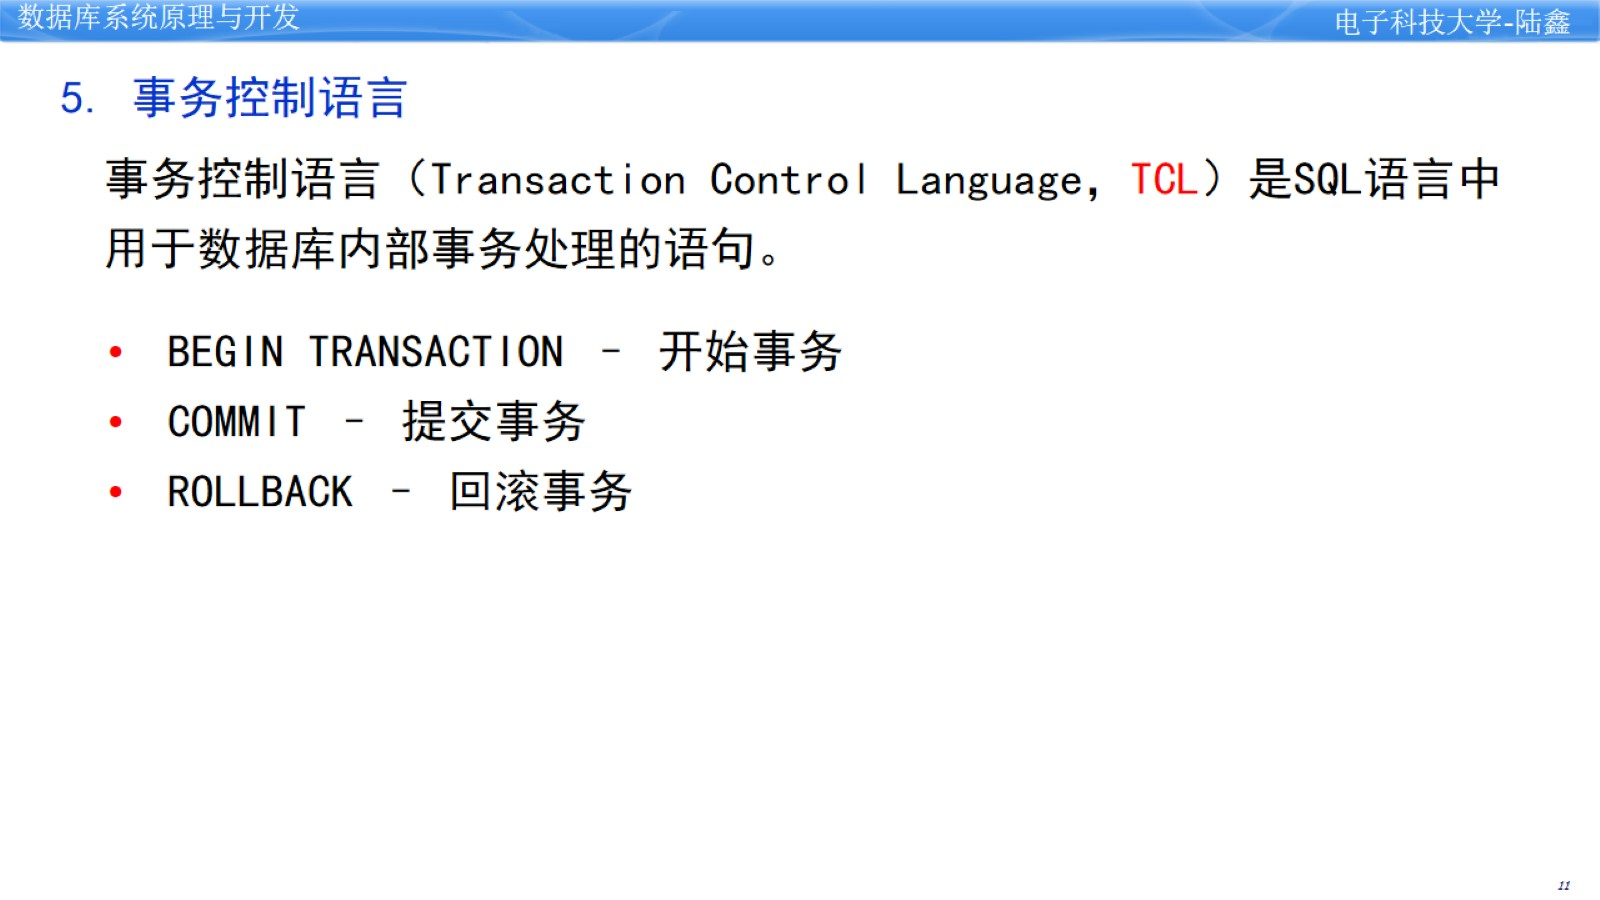 数据库系统原理与开发
电子科技大学-陆鑫
5. 事务控制语言
事务控制语言（Transaction Control Language，TCL）是SQL语言中
用于数据库内部事务处理的语句。
• BEGIN TRANSACTION – 开始事务
• COMMIT – 提交事务
• ROLLBACK – 回滚事务
11